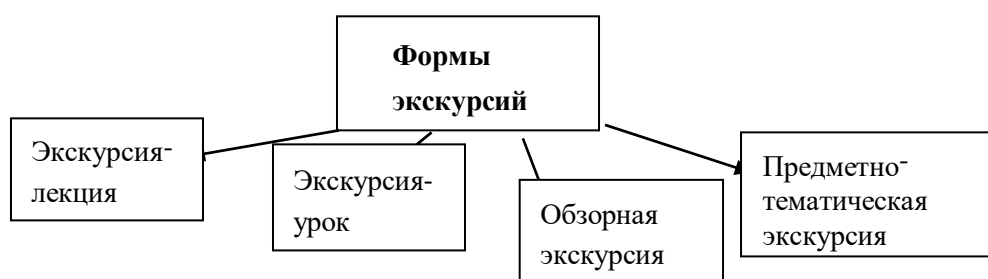 Формы
экскурсий
Экскурсия-
лекция
Экскурсия-
урок
Обзорная
экскурсия
Предметно-
тематическая
экскурсия